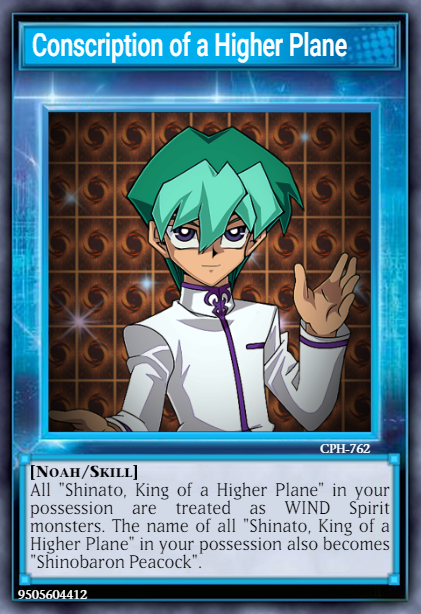 Conscription of a Higher Plane
CPH-762
[Noah/Skill]
All "Shinato, King of a Higher Plane" in your
possession are treated as WIND Spirit
monsters. The name of all "Shinato, King of a
Higher Plane" in your possession also becomes
"Shinobaron Peacock".
9505604412